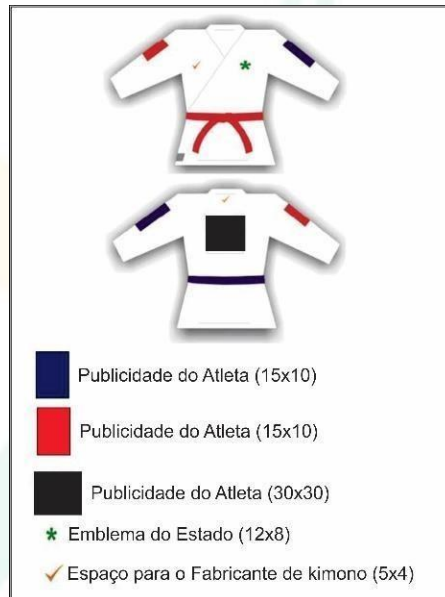 Publicidade do Atleta (15x10)
Publicidade do Atleta (15x10)
Publicidade do Atleta (30x30)
Emblema do Estado (12x8)
Espaço para o Fabricante de kimono (5x4)